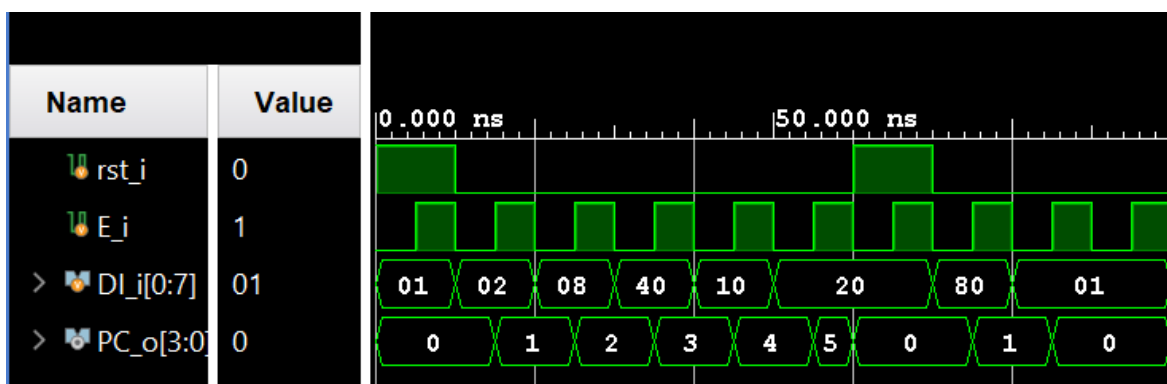 Name Value 0.000 ns 50.000 ns
rst_i 0
E_i 1
DI_i[0:7] 01 01 02 08 40 10 20 80 01
PC_o[3:0] 0 0 1 2 3 4 5 0 1 0